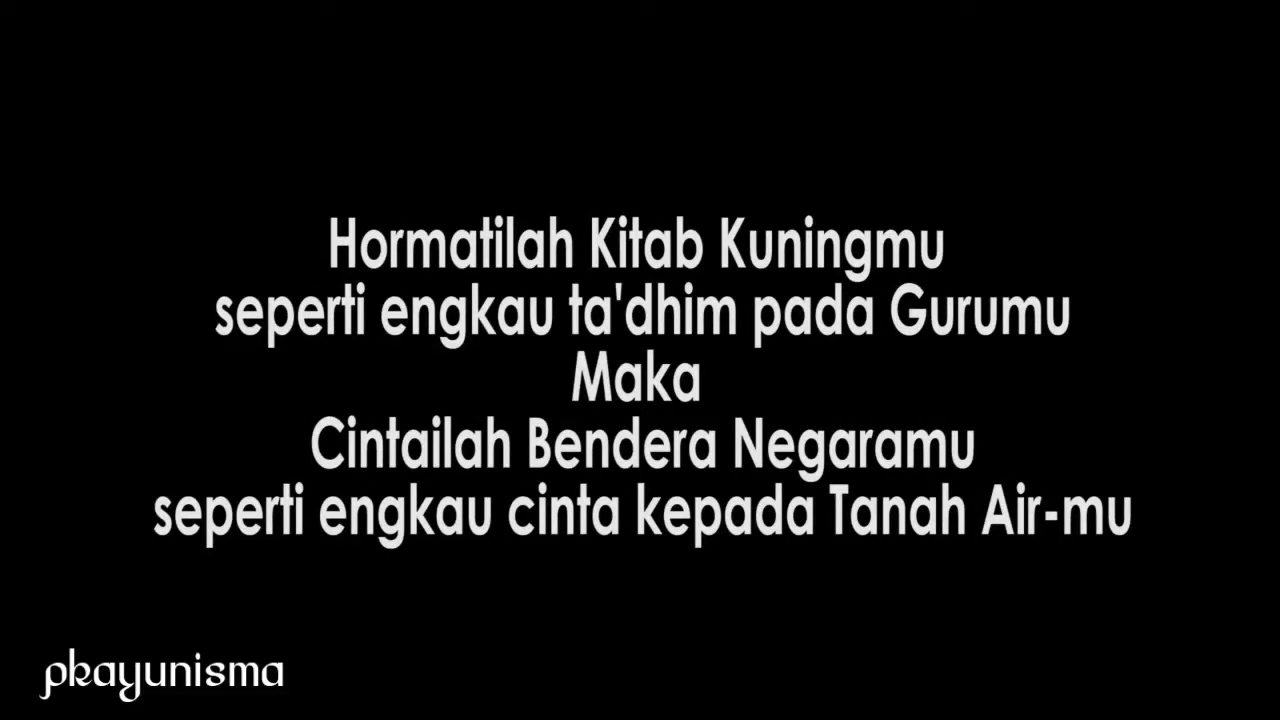 Hormatilah Kitab Kuningmu
seperti engkau ta'dhim pada Gurumu
Maka
Cintailah Bendera Negaramu
seperti engkau cinta kepada Tanah Air-mu
pkayunisma